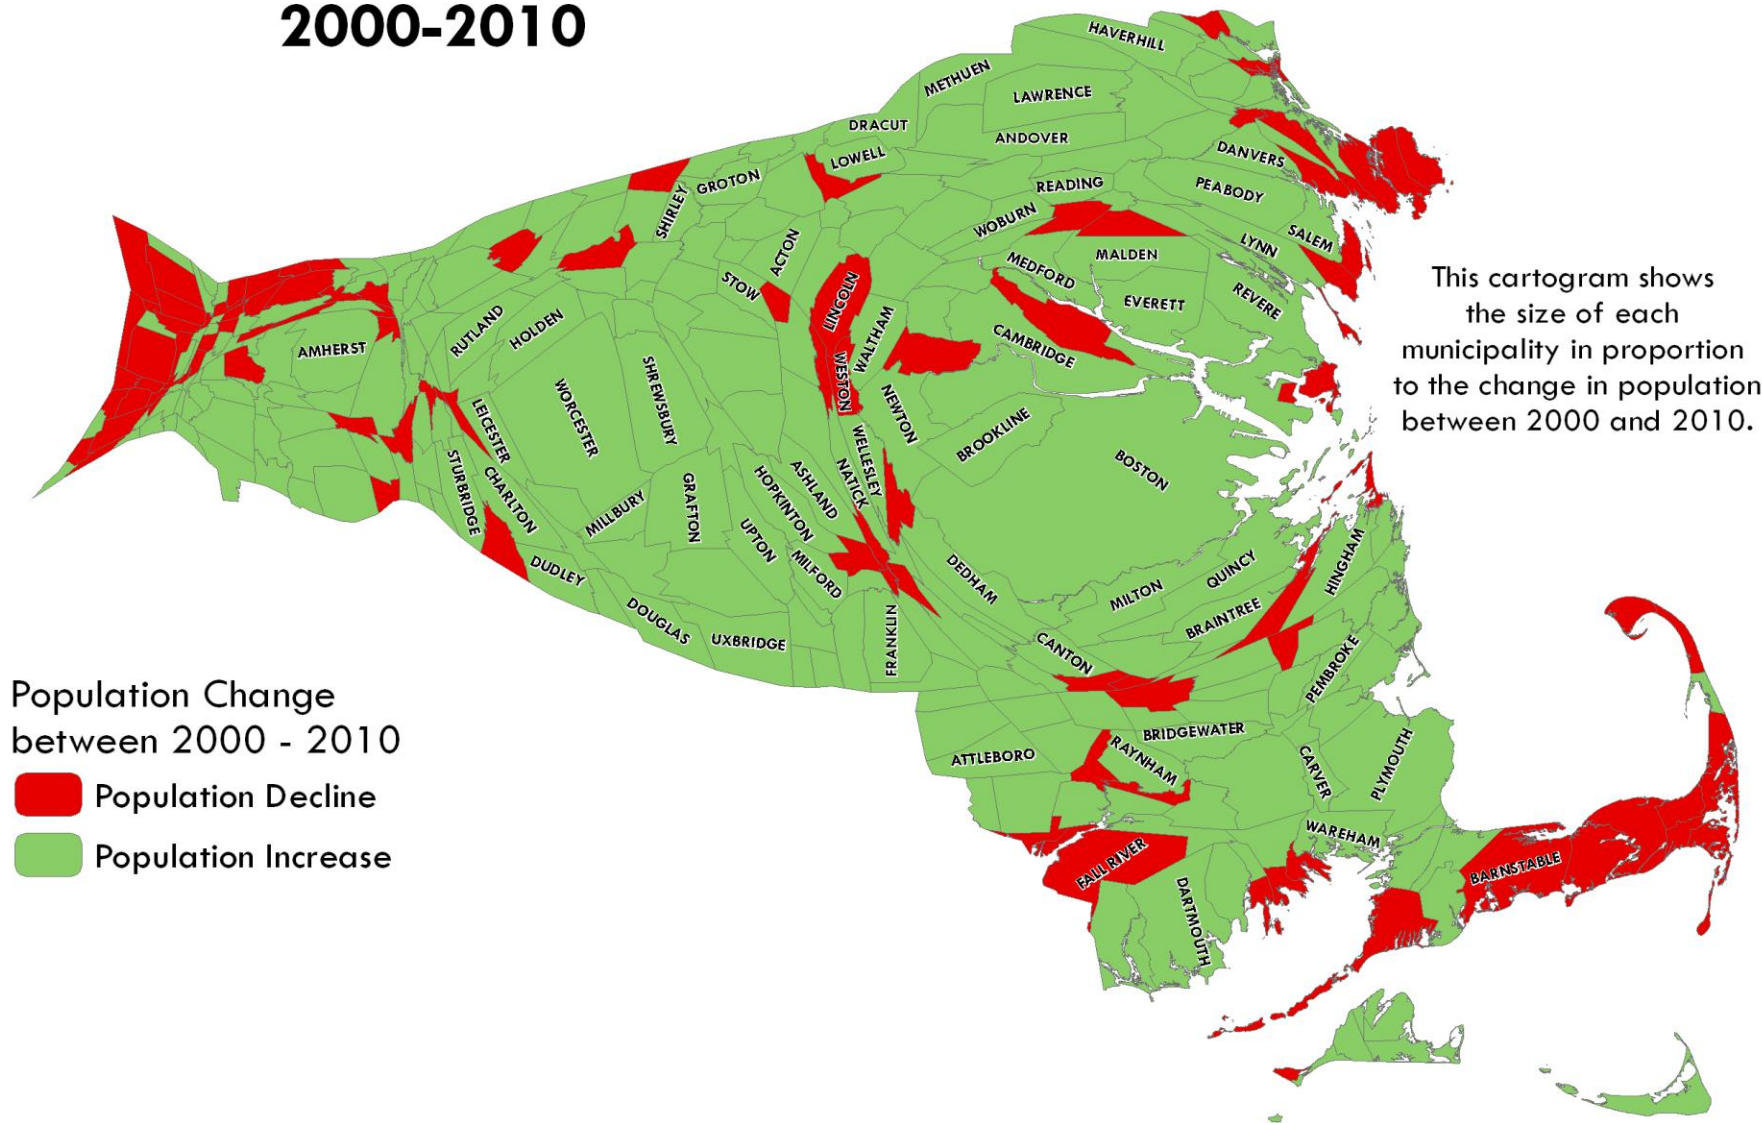 2000-2010
HAVERHILL
METHUEN
LAWRENCE
DRACUT
ANDOVER
LOWELL
DANVERS
GROTON
READING
PEABODY
SHIRLEY
WOBURN
SALEM
LYNN
ACTON
MALDEN
MEDFORD
STOW
LINCOLN
EVERETT
REVERE
This cartogram shows
the size of each
municipality in proportion
to the change in population
between 2000 and 2010.
RUTLAND
HOLDEN
WALTHAM
CAMBRIDGE
AMHERST
WESTON
SHREWSBURY
WORCESTER
NEWTON
LEICESTER
BROOKLINE
WELLESLEY
BOSTON
NATICK
ASHLAND
HOPKINTON
STURBRIDGE
CHARLTON
MILLBURY
GRAFTON
UPTON
MILFORD
DUDLEY
DEDHAM
QUINCY
HINGHAM
MILTON
BRAINTREE
DOUGLAS
UXBRIDGE
FRANKLIN
CANTON
PEMBROKE
Population Change
between 2000 - 2010
Population Decline
Population Increase
BRIDGEWATER
ATTLEBORO
RAYNHAM
CARVER
PLYMOUTH
WAREHAM
FALL RIVER
BARNSTABLE
DARTMOUTH